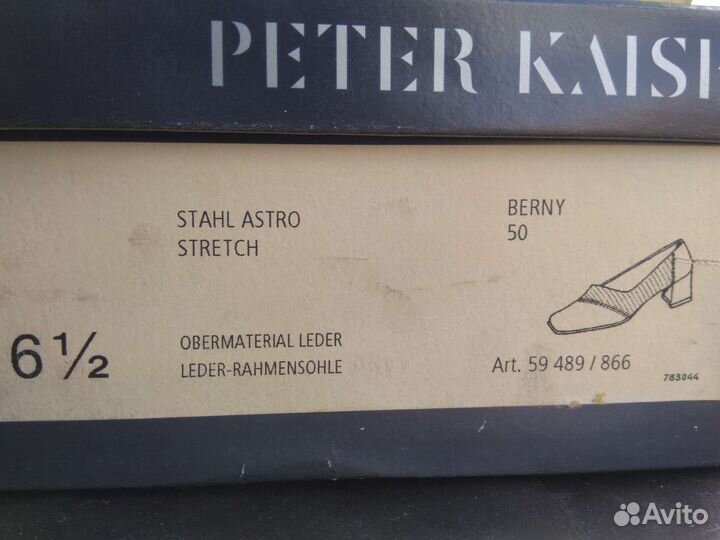 PETER KAISE
STAHL ASTRO
STRETCH
BERNY
50
6 ½
OBERMATERIAL LEDER
LEDER-RAHMENSOHLE
Art. 59 489 / 866
783044
Avito